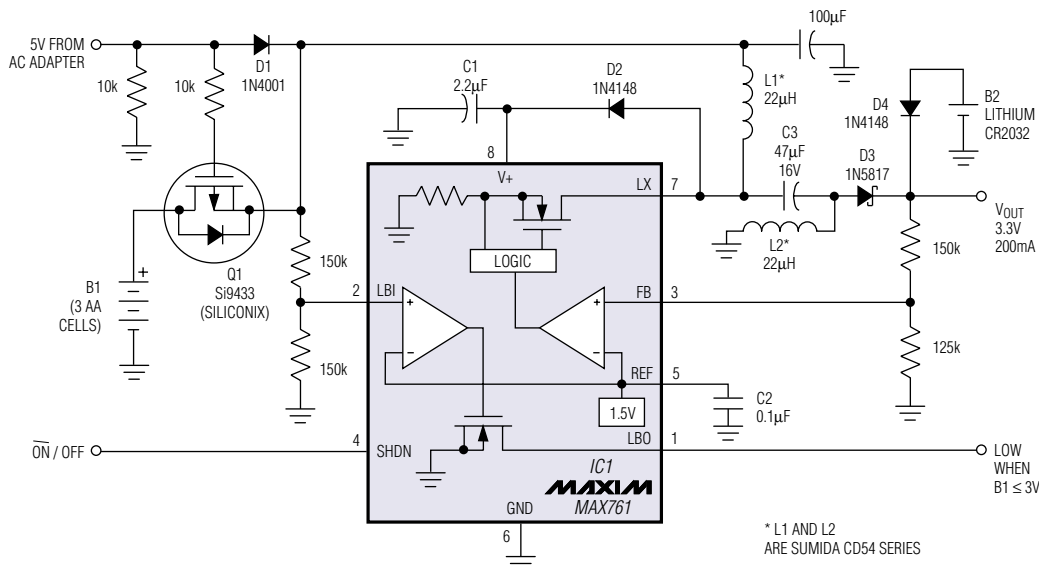 5V FROM
AC ADAPTER
10k
10k
D1
1N4001
C1
2.2μF
D2
1N4148
100μF
L1*
22μH
C3
47μF
16V
D4
1N4148
B2
LITHIUM
CR2032
D3
1N5817
8
V+
LX
7
L2*
22μH
VOUT
3.3V
200mA
LOGIC
Q1
Si9433
(SILICONIX)
B1
(3 AA
CELLS)
+
150k
150k
2
LBI
+
−
FB
3
+
−
150k
125k
REF
5
1.5V
C2
0.1μF
ON / OFF
4
SHDN
LBO
1
LOW
WHEN
B1 ≤ 3V
IC1
MAXIM
MAX761
GND
6
* L1 AND L2
ARE SUMIDA CD54 SERIES